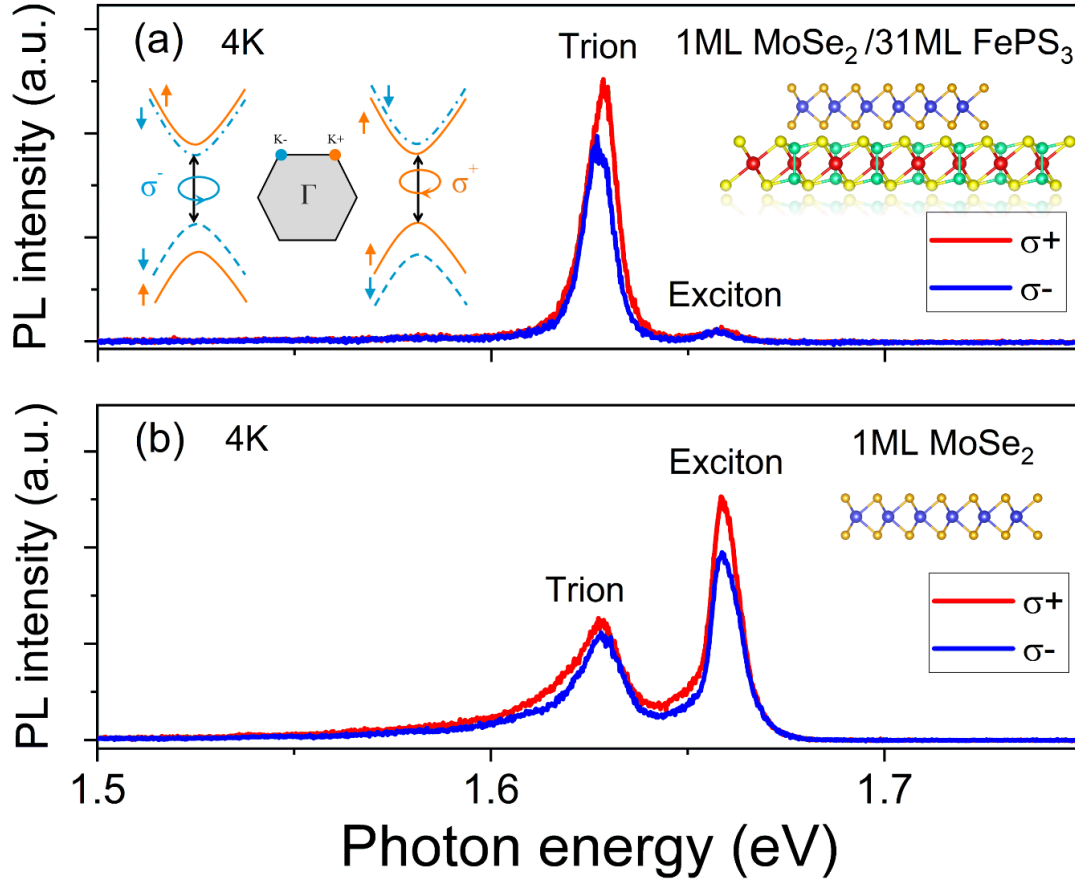 PL intensity (a.u.)
(a) 4K
Trion
1ML MoSe₂ /31ML FePS₃
K- K+
σ⁻
Γ
σ⁺
Exciton
σ+
σ-
PL intensity (a.u.)
(b) 4K
Exciton
1ML MoSe₂
Trion
σ+
σ-
1.5 1.6 1.7
Photon energy (eV)